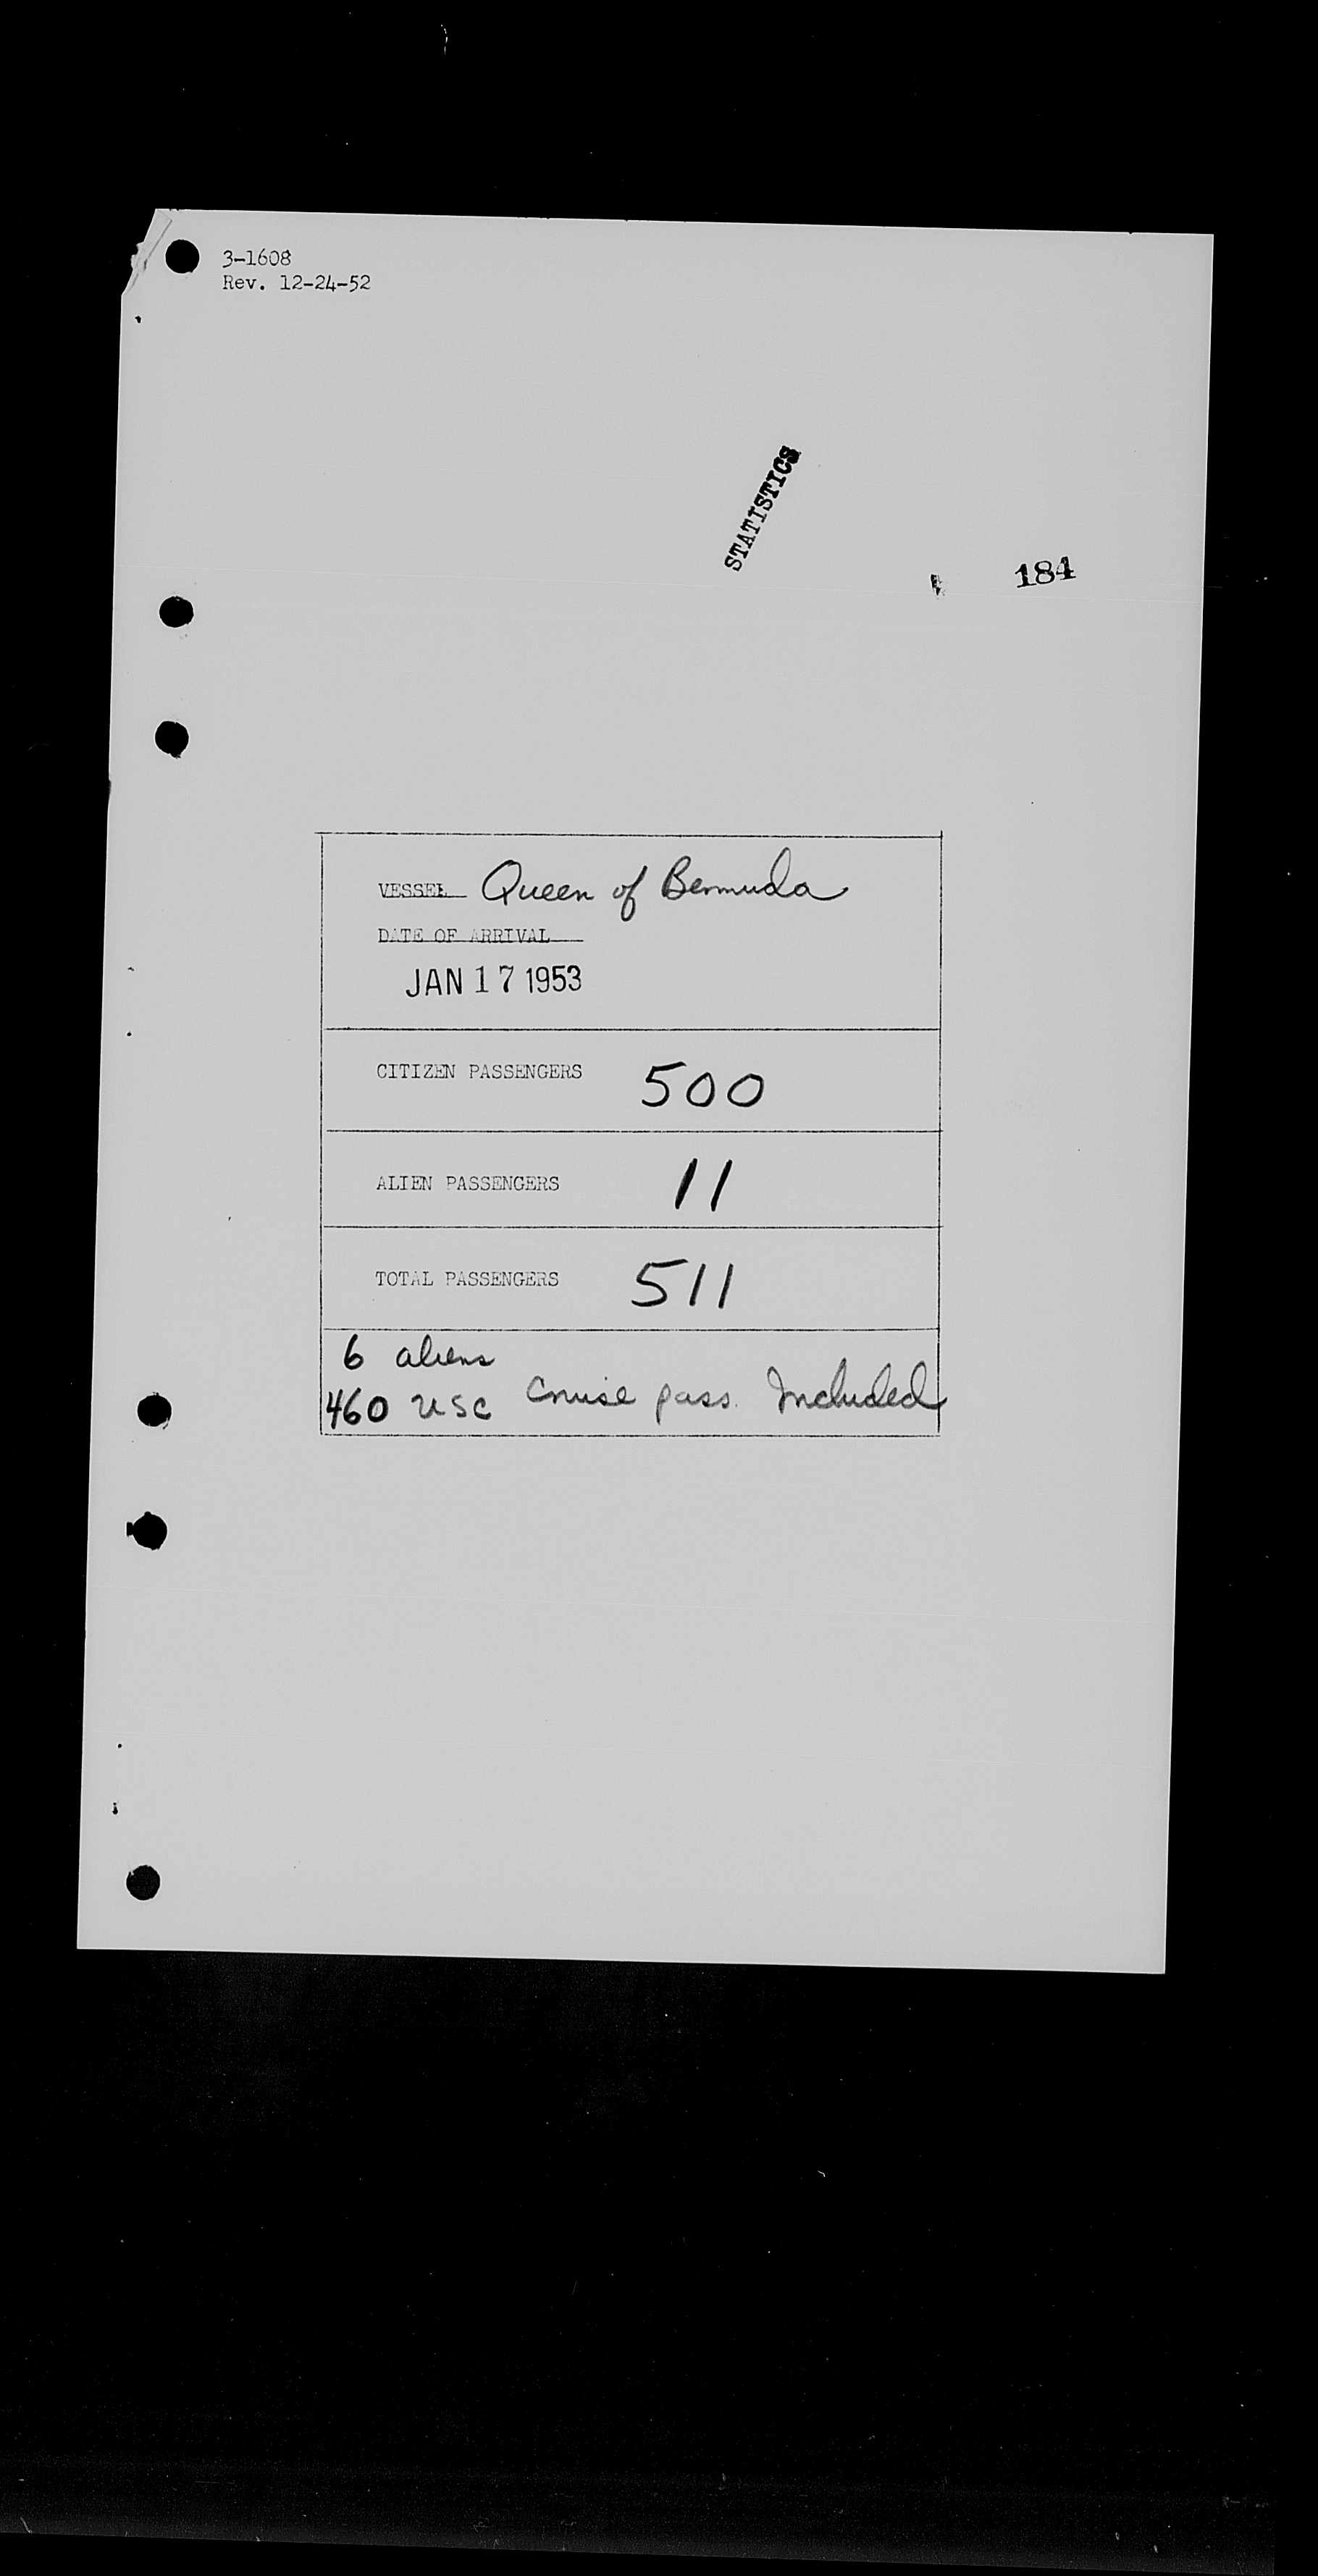 3-1608
Rev. 12-24-52
STATISTICS
184
VESSEL Queen of Bermuda
DATE OF ARRIVAL
JAN 17 1953
CITIZEN PASSENGERS 500
ALIEN PASSENGERS 11
TOTAL PASSENGERS 511
6 aliens
460 USC Cruise pass. Included